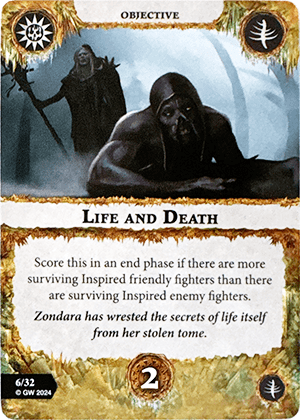 OBJECTIVE
LIFE AND DEATH
Score this in an end phase if there are more
surviving Inspired friendly fighters than there
are surviving Inspired enemy fighters.
Zondara has wrested the secrets of life itself
from her stolen tome.
6/32
© GW 2024
2